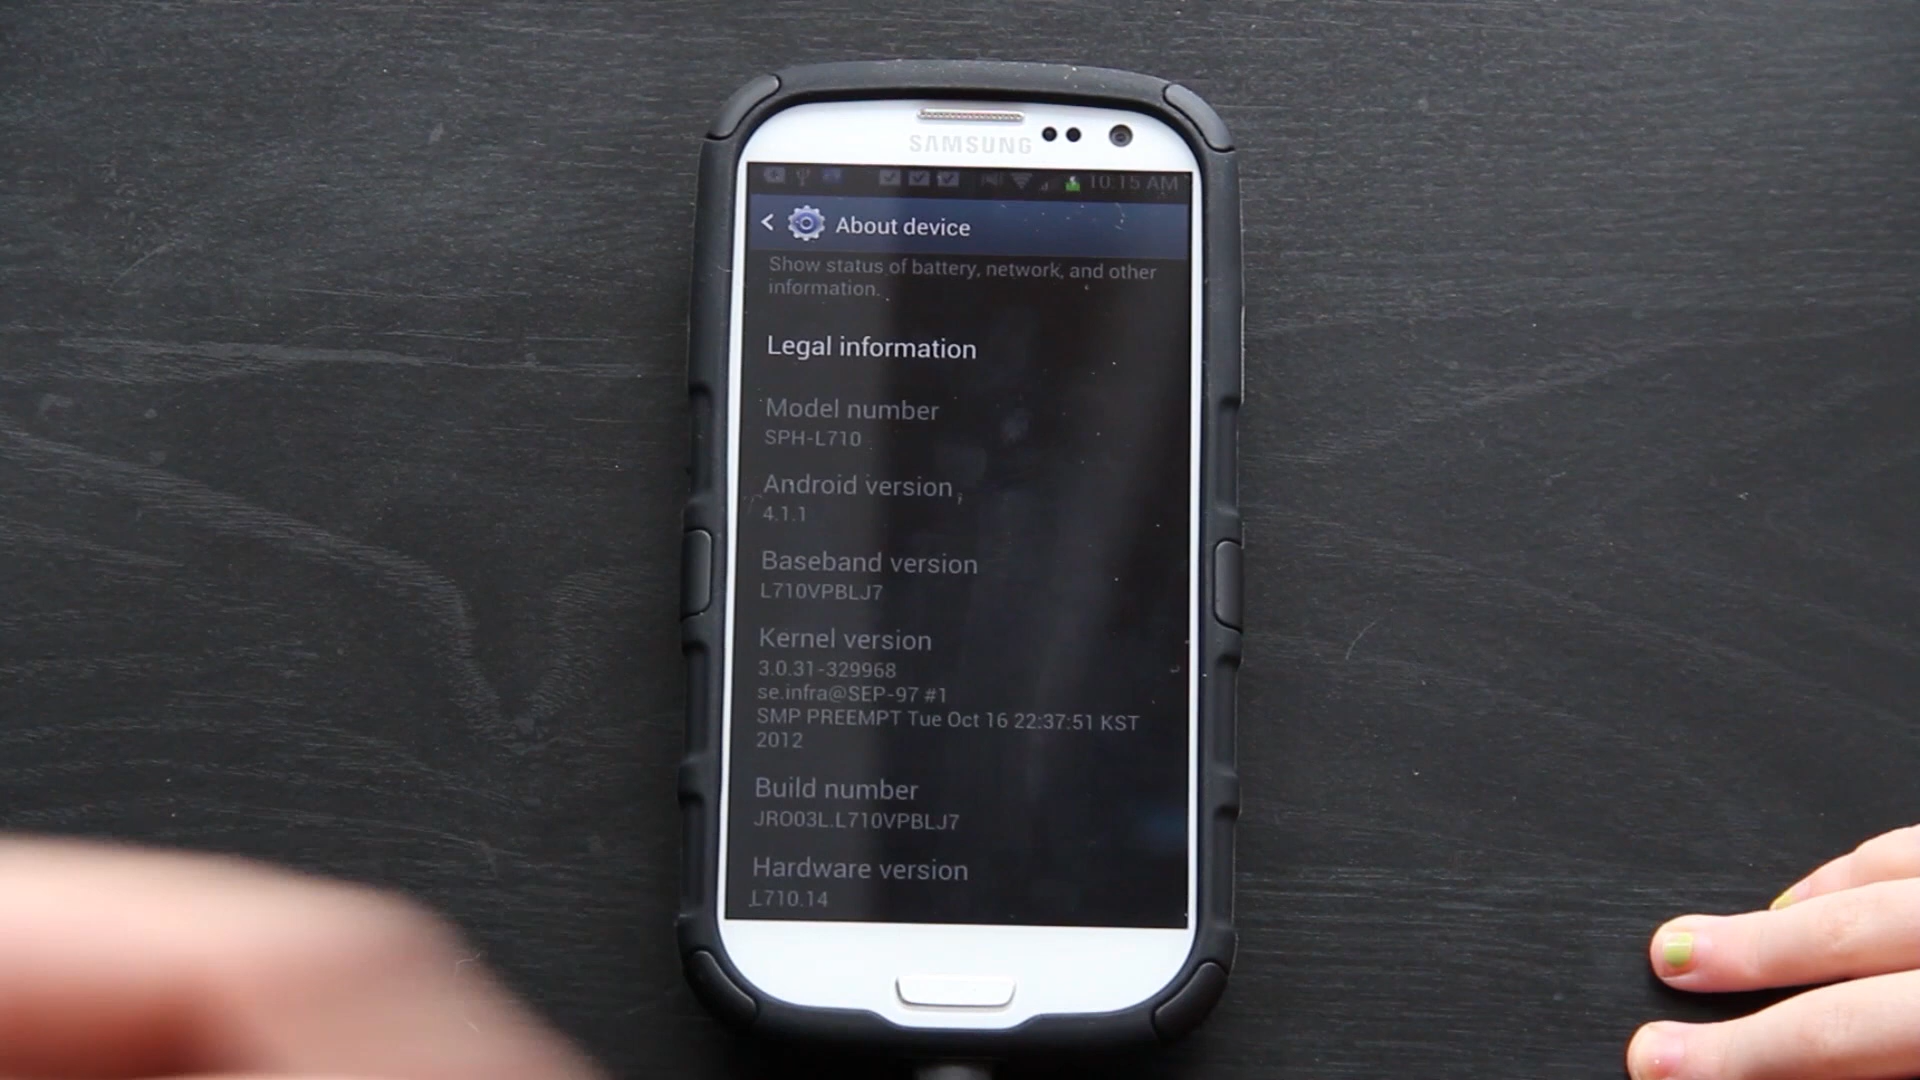 SAMSUNG
10:15 AM
About device
Show status of battery, network, and other
information.
Legal information
Model number
SPH-L710
Android version
4.1.1
Baseband version
L710VPBLJ7
Kernel version
3.0.31-329968
se.infra@SEP-97 #1
SMP PREEMPT Tue Oct 16 22:37:51 KST
2012
Build number
JRO03L.L710VPBLJ7
Hardware version
L710.14